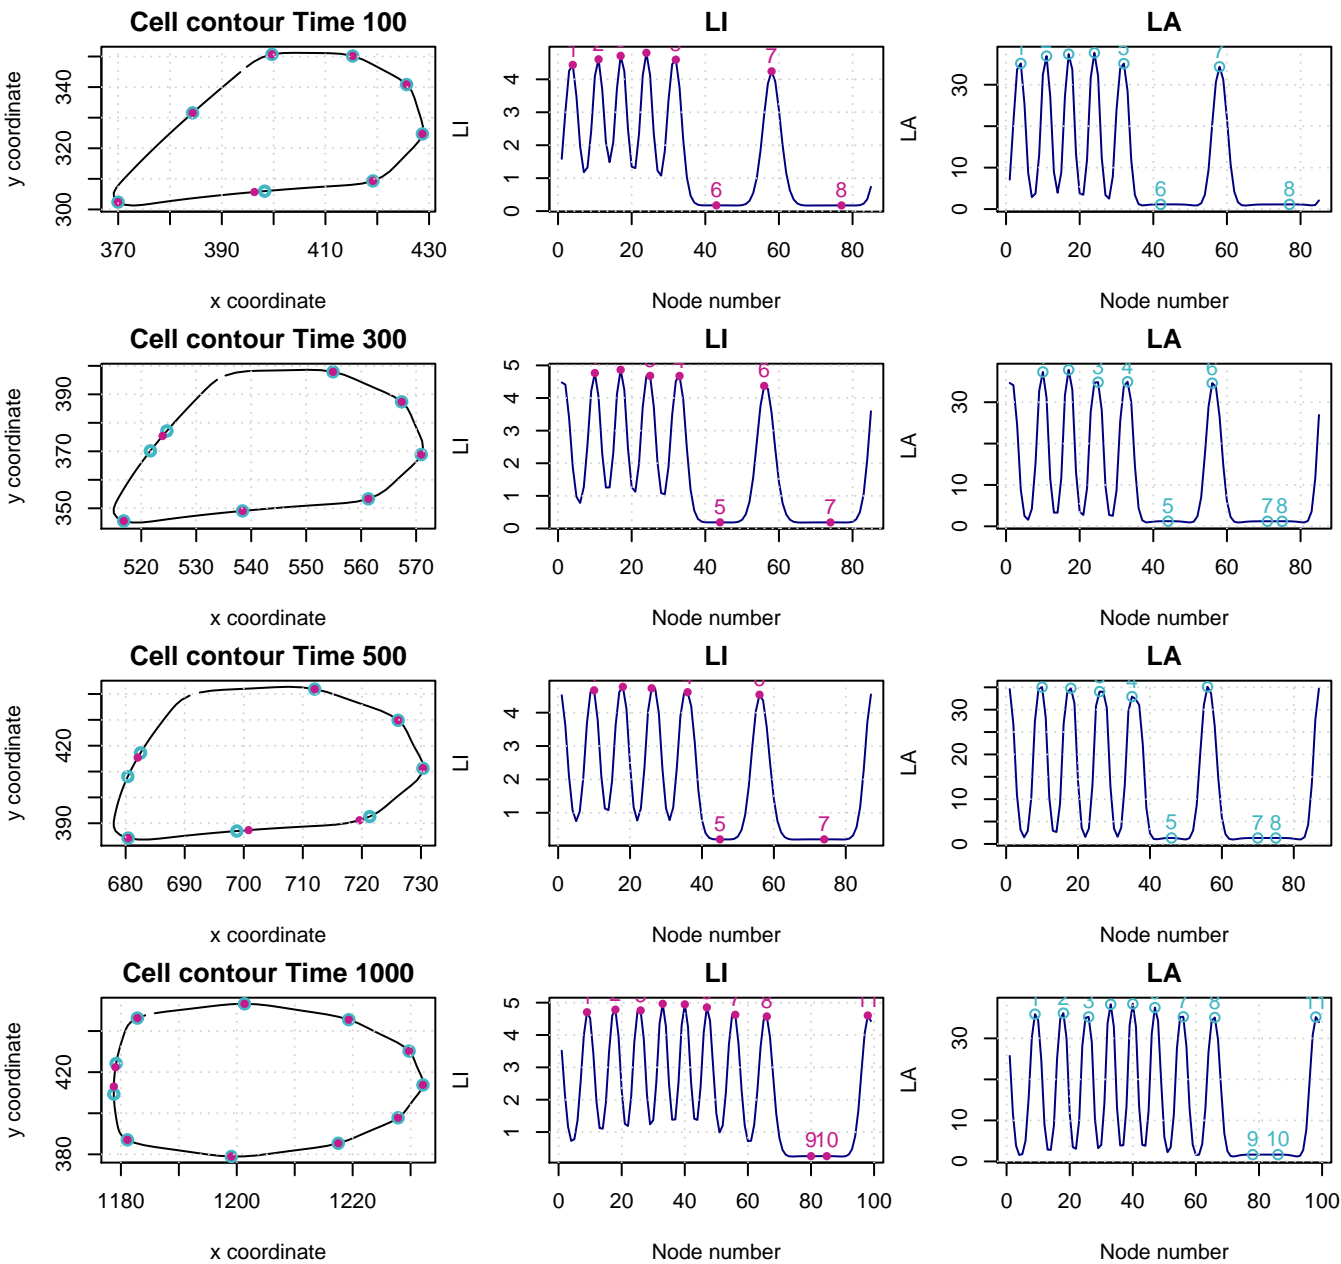 Cell contour Time 100
y coordinate
300 320 340
370 390 410 430
x coordinate
LI
LI
0 1 2 3 4
1 2 6 7 8
0 20 40 60 80
Node number
LA
LA
0 10 30
1 5 6 7 8
0 20 40 60 80
Node number
Cell contour Time 300
y coordinate
350 370 390
520 530 540 550 560 570
x coordinate
LI
LI
0 1 2 3 4 5
5 6 7
0 20 40 60 80
Node number
LA
LA
0 10 30
3 4 5 6 7 8
0 20 40 60 80
Node number
Cell contour Time 500
y coordinate
390 420
680 690 700 710 720 730
x coordinate
LI
LI
1 2 3 4
5 7
0 20 40 60 80
Node number
LA
LA
0 10 20 30
4 5 7 8
0 20 40 60 80
Node number
Cell contour Time 1000
y coordinate
380 420
1180 1200 1220
x coordinate
LI
LI
1 2 3 4 5
1 2 7 8 9 10 11
0 20 40 60 80 100
Node number
LA
LA
0 10 30
1 2 3 7 8 9 10 11
0 20 40 60 80 100
Node number